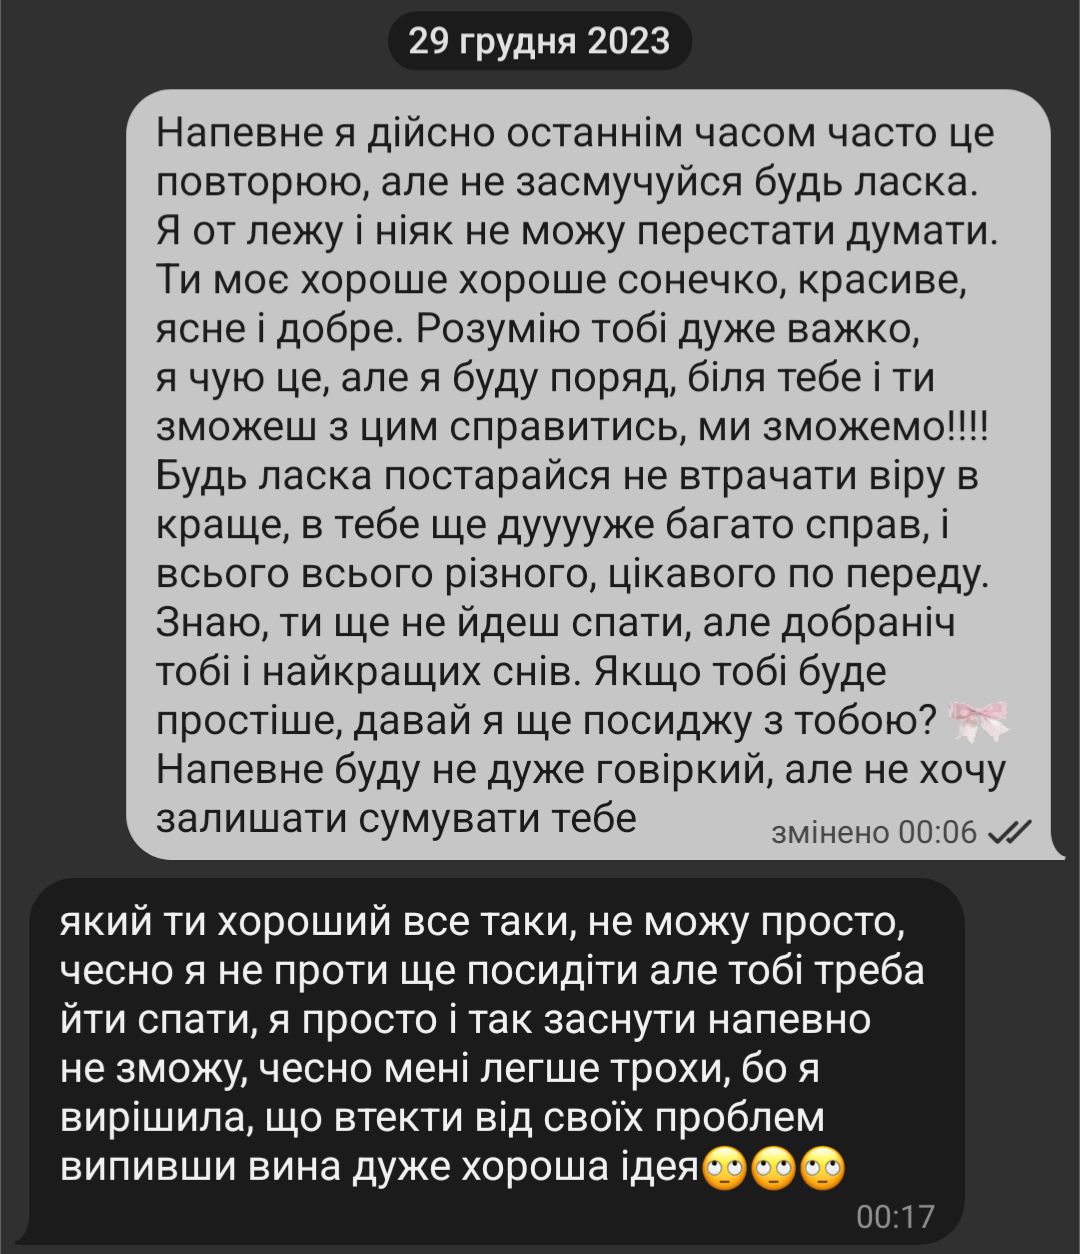 29 грудня 2023
Напевне я дійсно останнім часом часто це
повторюю, але не засмучуйся будь ласка.
Я от лежу і ніяк не можу перестати думати.
Ти моє хороше хороше сонечко, красиве,
ясне і добре. Розумію тобі дуже важко,
я чую це, але я буду поряд, біля тебе і ти
зможеш з цим справитись, ми зможемо!!!!
Будь ласка постарайся не втрачати віру в
краще, в тебе ще дууууже багато справ, і
всього всього різного, цікавого по переду.
Знаю, ти ще не йдеш спати, але добраніч
тобі і найкращих снів. Якщо тобі буде
простіше, давай я ще посиджу з тобою? 🎀
Напевне буду не дуже говіркий, але не хочу
залишати сумувати тебе
змінено 00:06
який ти хороший все таки, не можу просто,
чесно я не проти ще посидіти але тобі треба
йти спати, я просто і так заснути напевно
не зможу, чесно мені легше трохи, бо я
вирішила, що втекти від своїх проблем
випивши вина дуже хороша ідея🙄🙄🙄
00:17